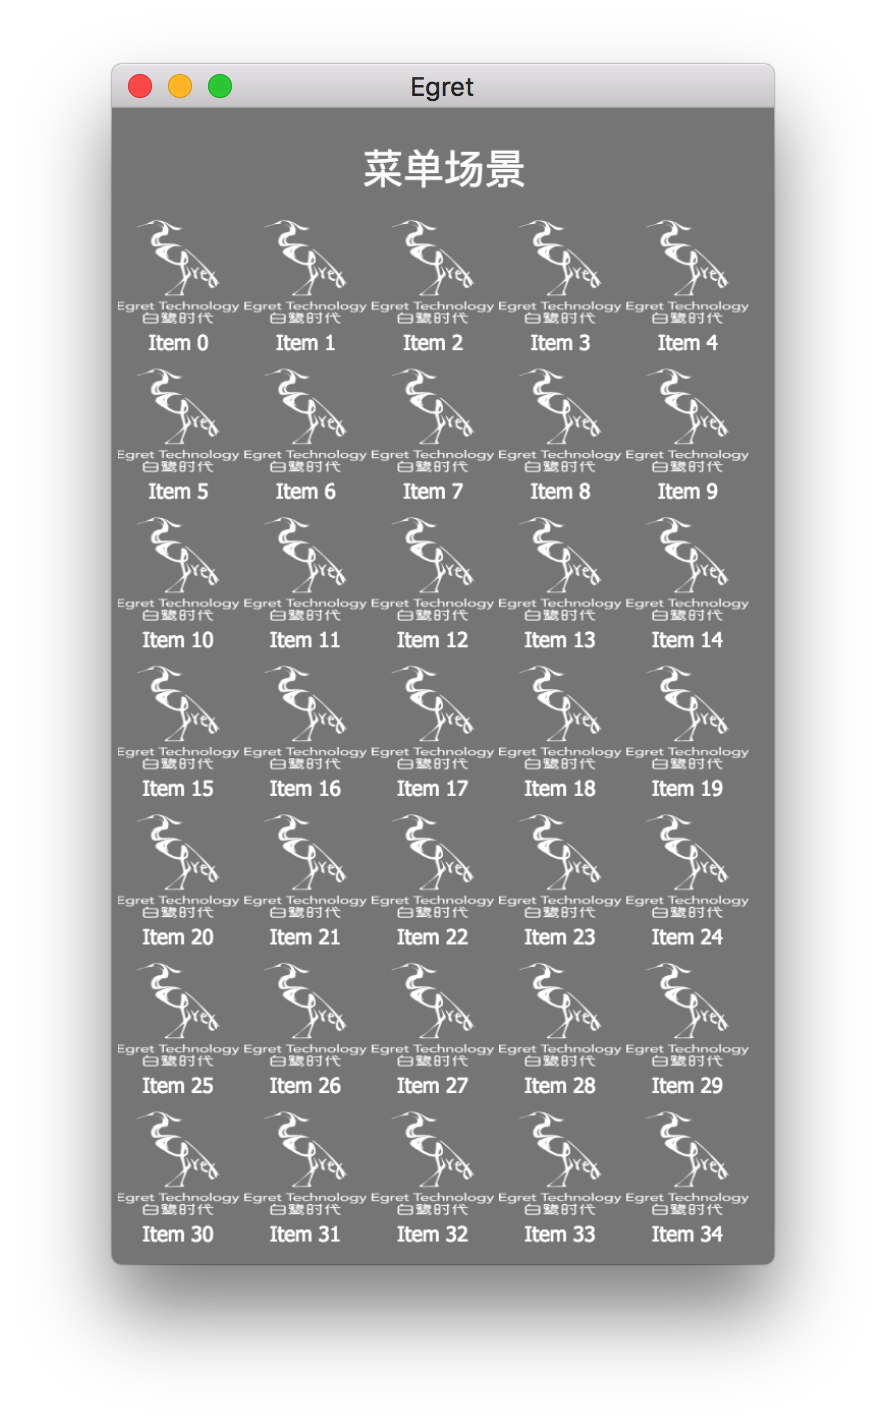 Egret
菜单场景
Egret Technology Egret Technology Egret Technology Egret Technology Egret Technology
白鹭时代 白鹭时代 白鹭时代 白鹭时代 白鹭时代
Item 0 Item 1 Item 2 Item 3 Item 4
Egret Technology Egret Technology Egret Technology Egret Technology Egret Technology
白鹭时代 白鹭时代 白鹭时代 白鹭时代 白鹭时代
Item 5 Item 6 Item 7 Item 8 Item 9
Egret Technology Egret Technology Egret Technology Egret Technology Egret Technology
白鹭时代 白鹭时代 白鹭时代 白鹭时代 白鹭时代
Item 10 Item 11 Item 12 Item 13 Item 14
Egret Technology Egret Technology Egret Technology Egret Technology Egret Technology
白鹭时代 白鹭时代 白鹭时代 白鹭时代 白鹭时代
Item 15 Item 16 Item 17 Item 18 Item 19
Egret Technology Egret Technology Egret Technology Egret Technology Egret Technology
白鹭时代 白鹭时代 白鹭时代 白鹭时代 白鹭时代
Item 20 Item 21 Item 22 Item 23 Item 24
Egret Technology Egret Technology Egret Technology Egret Technology Egret Technology
白鹭时代 白鹭时代 白鹭时代 白鹭时代 白鹭时代
Item 25 Item 26 Item 27 Item 28 Item 29
Egret Technology Egret Technology Egret Technology Egret Technology Egret Technology
白鹭时代 白鹭时代 白鹭时代 白鹭时代 白鹭时代
Item 30 Item 31 Item 32 Item 33 Item 34